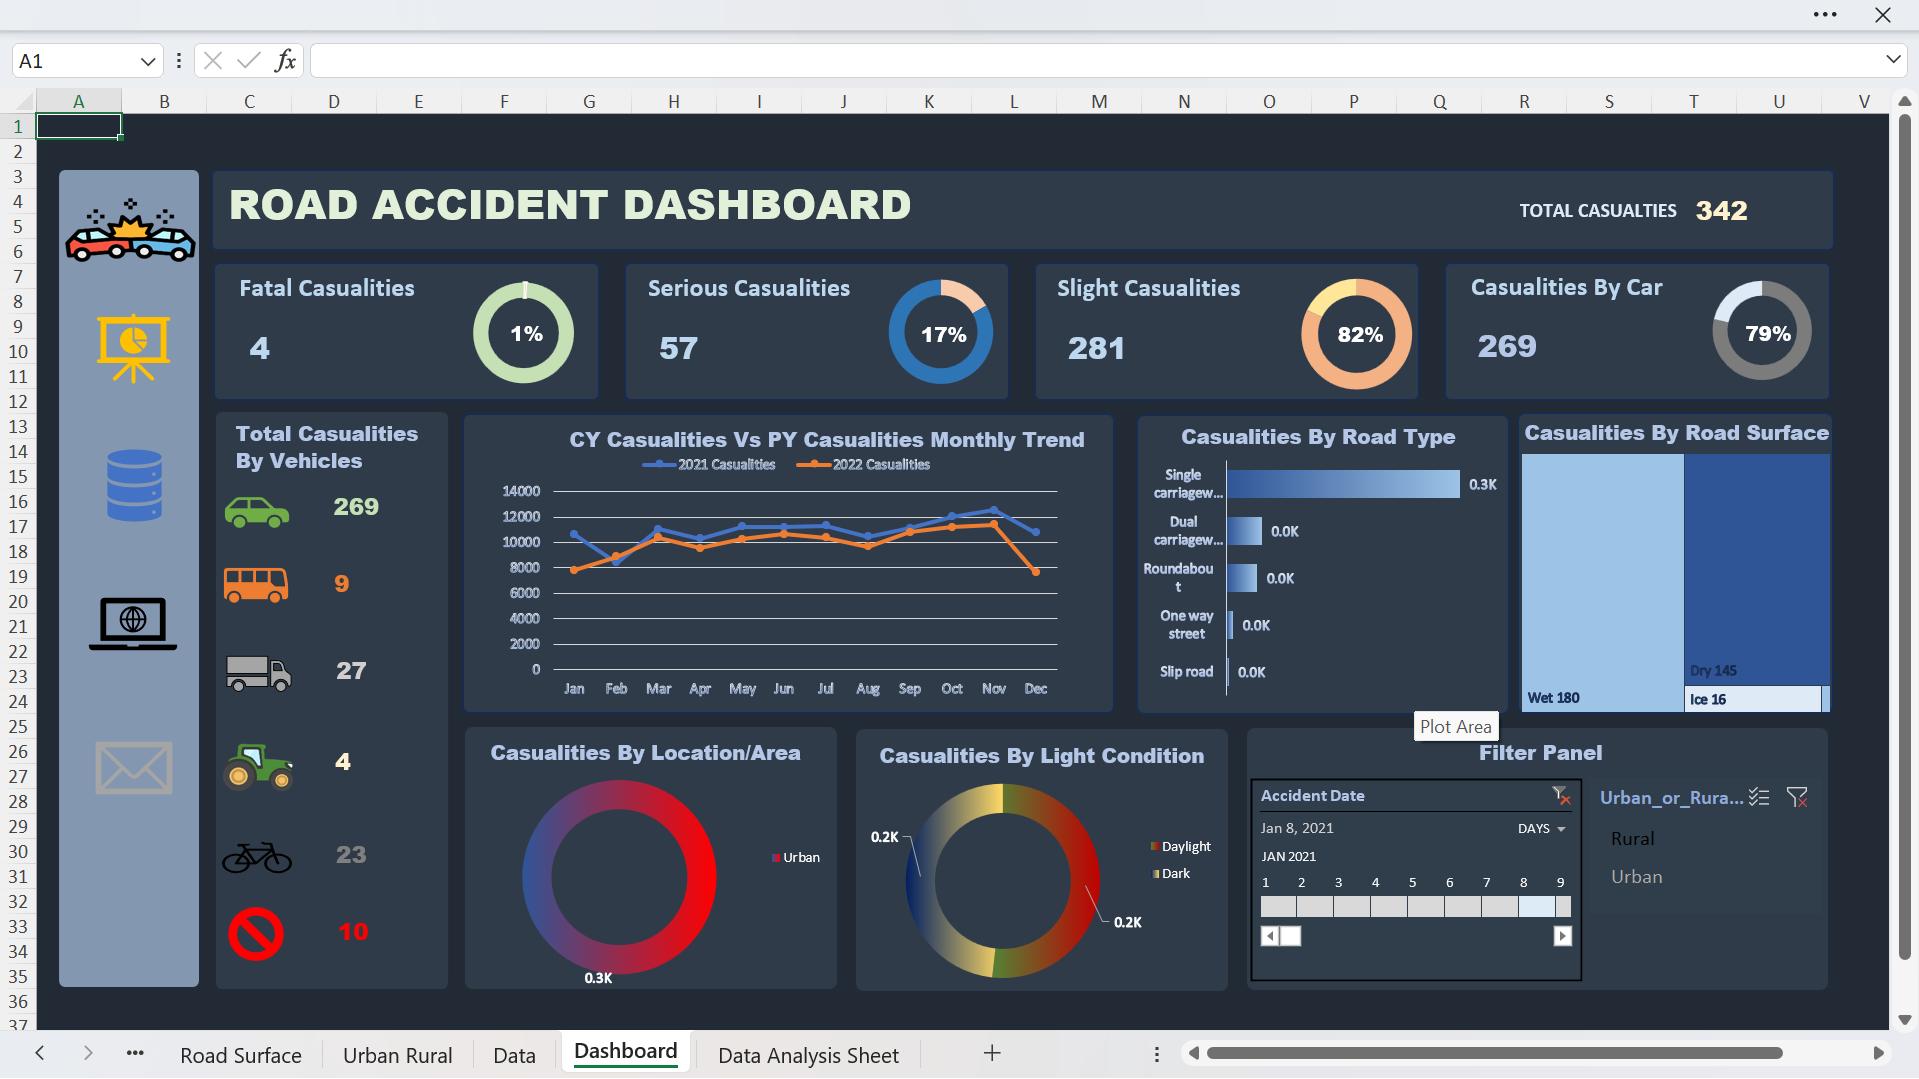 A1
fx
A B C D E F G H I J K L M N O P Q R S T U V
1
2
3
4
5
6
7
8
9
10
11
12
13
14
15
16
17
18
19
20
21
22
23
24
25
26
27
28
29
30
31
32
33
34
35
36
37
ROAD ACCIDENT DASHBOARD
TOTAL CASUALTIES 342
Fatal Casualities
4
1%
Serious Casualities
57
17%
Slight Casualities
281
82%
Casualities By Car
269
79%
Total Casualities
By Vehicles
269
9
27
4
23
10
CY Casualities Vs PY Casualities Monthly Trend
2021 Casualities 2022 Casualities
14000
12000
10000
8000
6000
4000
2000
0
Jan Feb Mar Apr May Jun Jul Aug Sep Oct Nov Dec
Casualities By Road Type
Single
carriagew...
0.3K
Dual
carriagew...
0.0K
Roundabou
t
0.0K
One way
street
0.0K
Slip road
0.0K
Casualities By Road Surface
Wet 180
Dry 145
Ice 16
Plot Area
Casualities By Location/Area
Urban
0.3K
Casualities By Light Condition
0.2K
Daylight
Dark
0.2K
Filter Panel
Accident Date
Jan 8, 2021
DAYS
JAN 2021
1 2 3 4 5 6 7 8 9
Urban_or_Rura...
Rural
Urban
Road Surface Urban Rural Data Dashboard Data Analysis Sheet